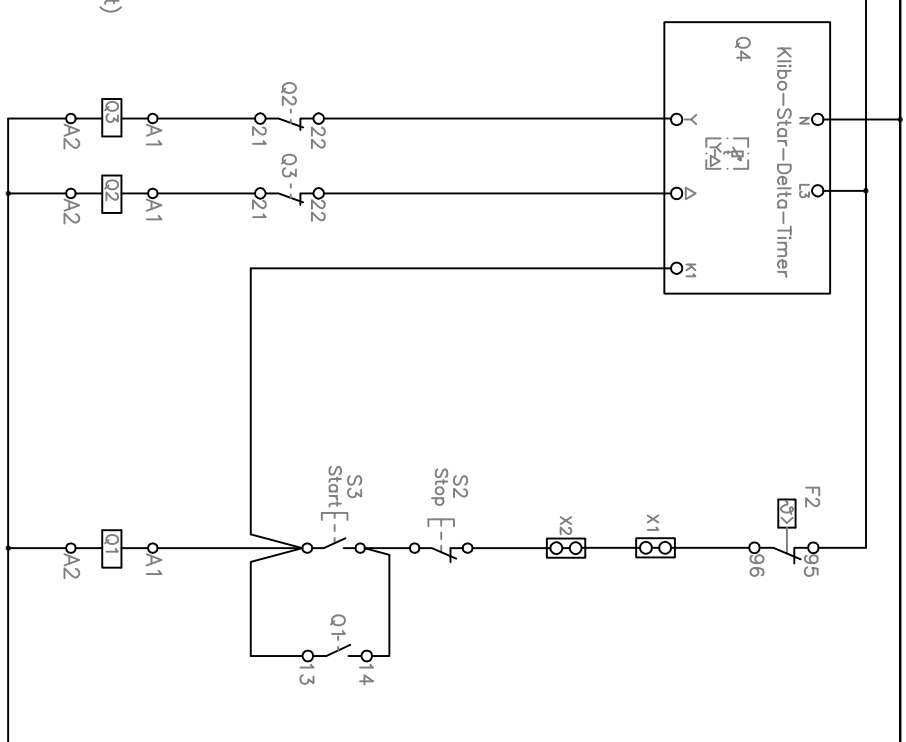 t)
Klibo-Star-Delta-Timer
Q4
N
L3
Y
Δ
K1
Y-Δ
Q2
22
21
A1
Q3
A2
Q3
22
21
A1
Q2
A2
F2
ϑ>
95
96
X1
X2
S2
Stop
S3
Start
Q1
14
13
A1
Q1
A2